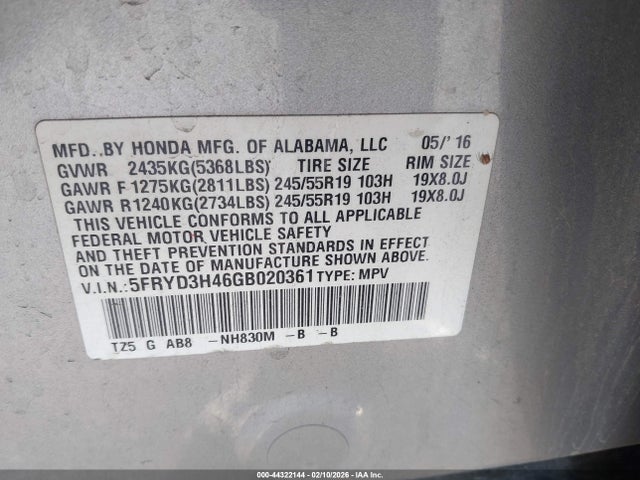 MFD. BY HONDA MFG. OF ALABAMA, LLC 05/'16
GVWR 2435KG(5368LBS) TIRE SIZE RIM SIZE
GAWR F1275KG(2811LBS) 245/55R19 103H 19X8.0J
GAWR R1240KG(2734LBS) 245/55R19 103H 19X8.0J
THIS VEHICLE CONFORMS TO ALL APPLICABLE
FEDERAL MOTOR VEHICLE SAFETY
AND THEFT PREVENTION STANDARDS IN EFFECT
ON THE DATE OF MANUFACTURE SHOWN ABOVE.
V.I.N.: 5FRYD3H46GB020361 TYPE: MPV
TZ5 G AB8 -NH830M -B -B
000-44322144 - 02/10/2026 - IAA Inc.